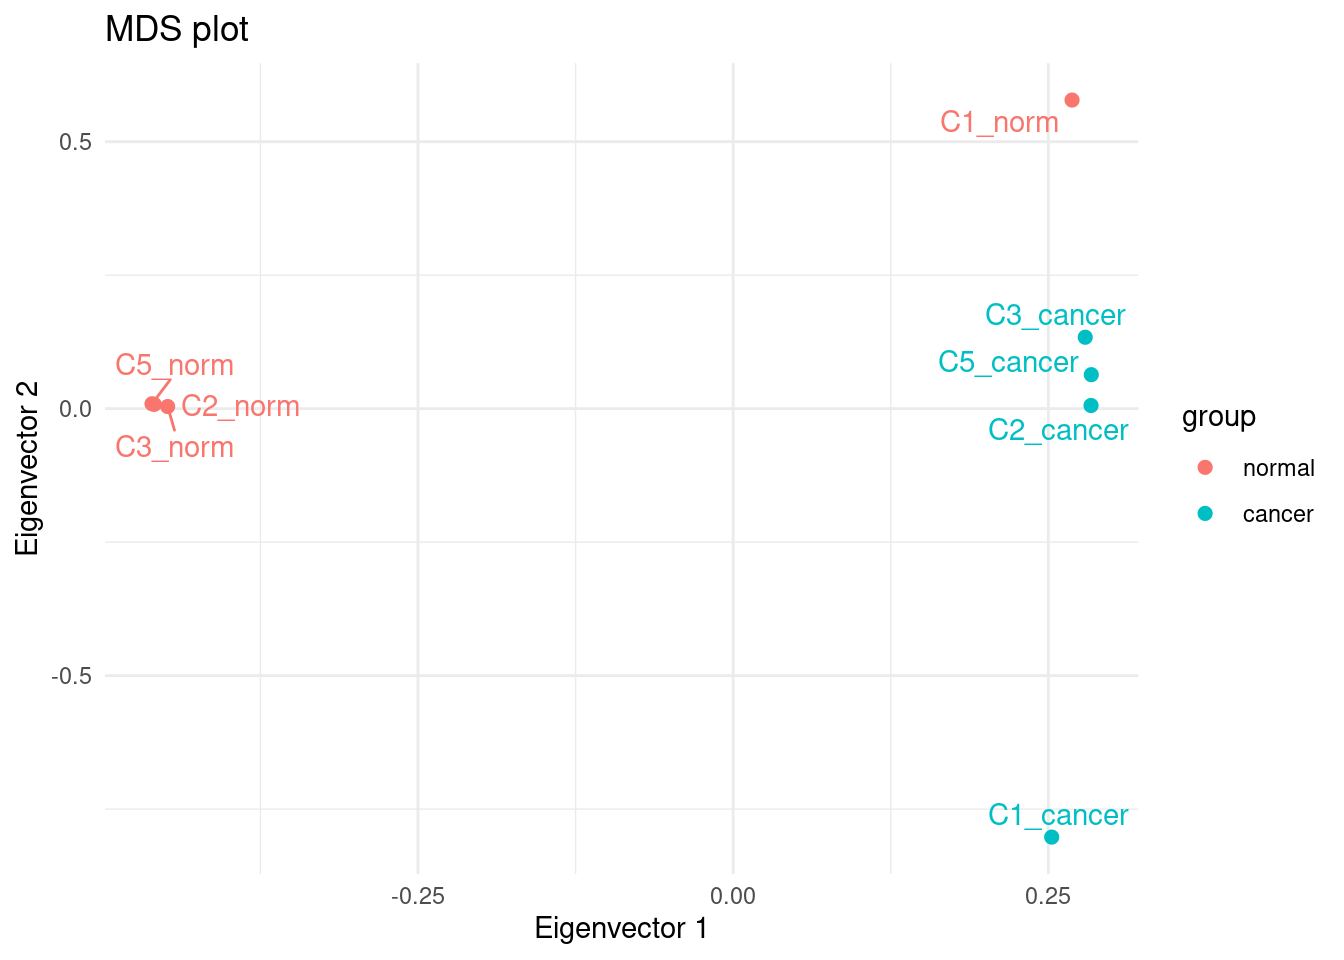 MDS plot
C1_norm
0.5
C3_cancer
C5_cancer
C5_norm
C2_norm
0.0
C2_cancer
C3_norm
Eigenvector 2
group
normal
cancer
-0.5
C1_cancer
-0.25
0.00
0.25
Eigenvector 1